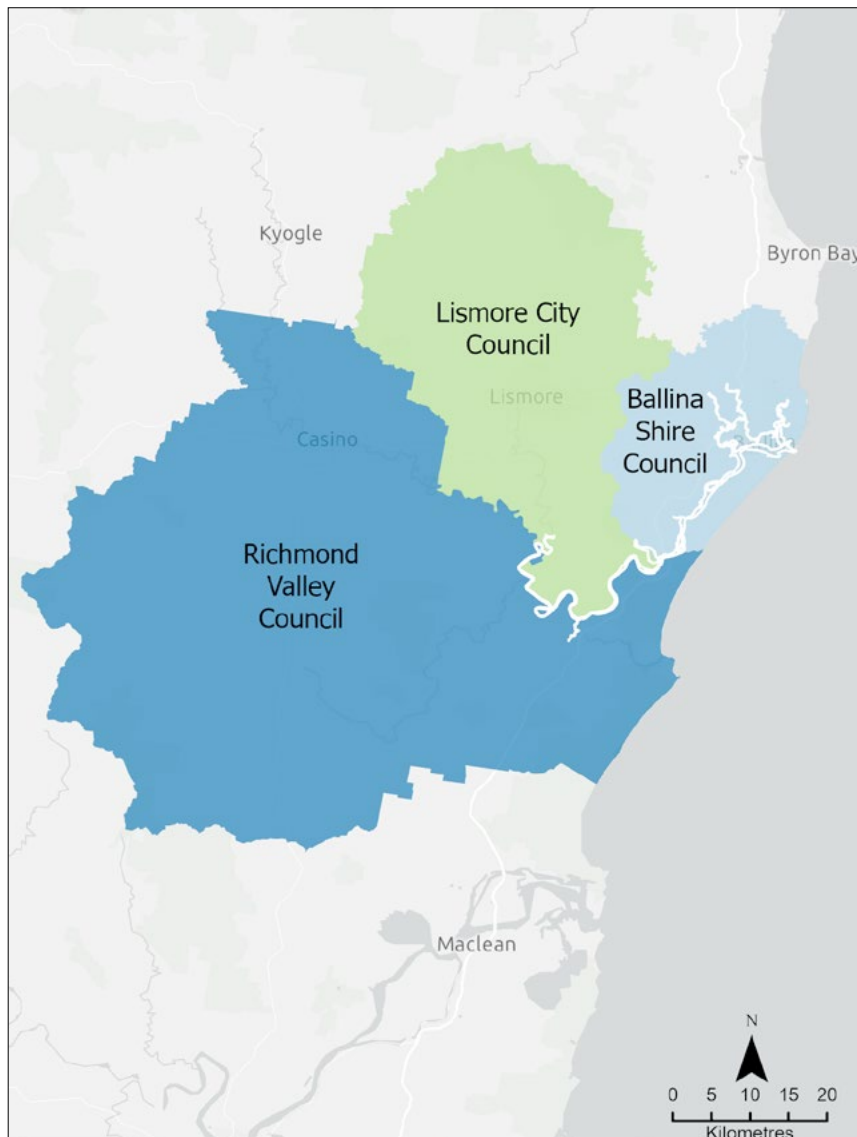 Kyogle
Byron Bay
Lismore City
Council
Lismore
Ballina
Shire
Council
Ballina
Casino
Richmond
Valley
Council
Maclean
N
0 5 10 15 20
Kilometres